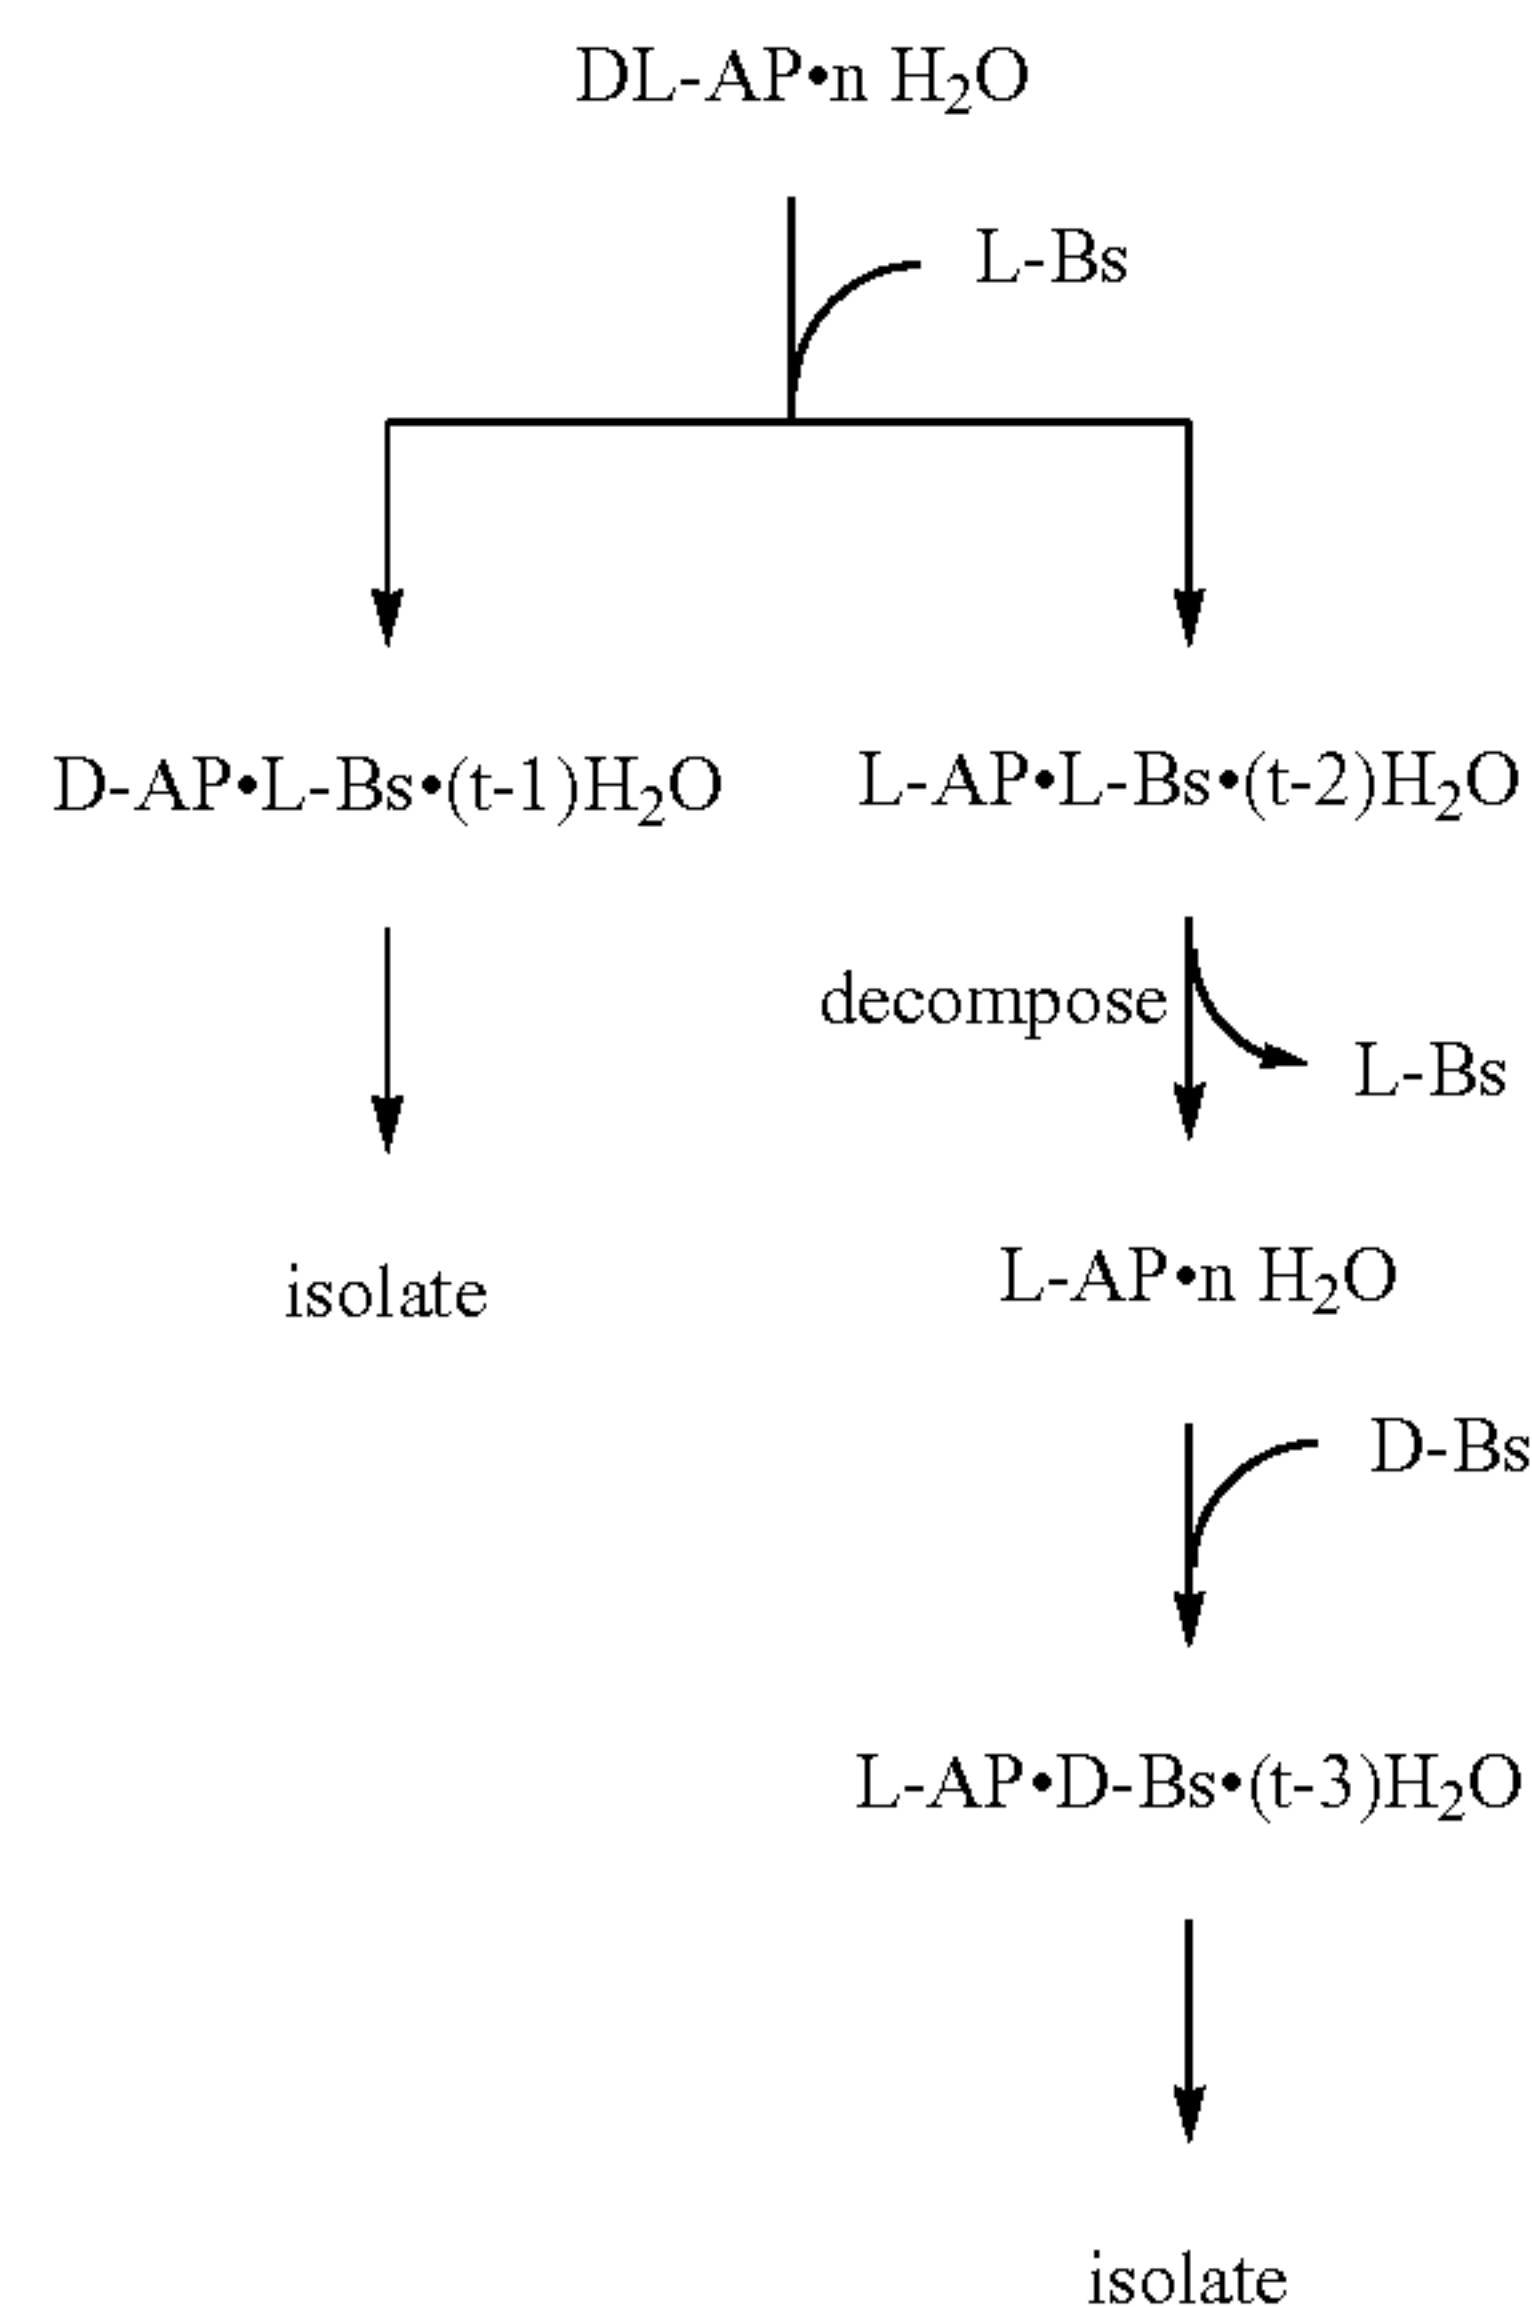 DL-AP•n H₂O
L-Bs
D-AP•L-Bs•(t-1)H₂O
L-AP•L-Bs•(t-2)H₂O
decompose
L-Bs
L-AP•n H₂O
isolate
D-Bs
L-AP•D-Bs•(t-3)H₂O
isolate